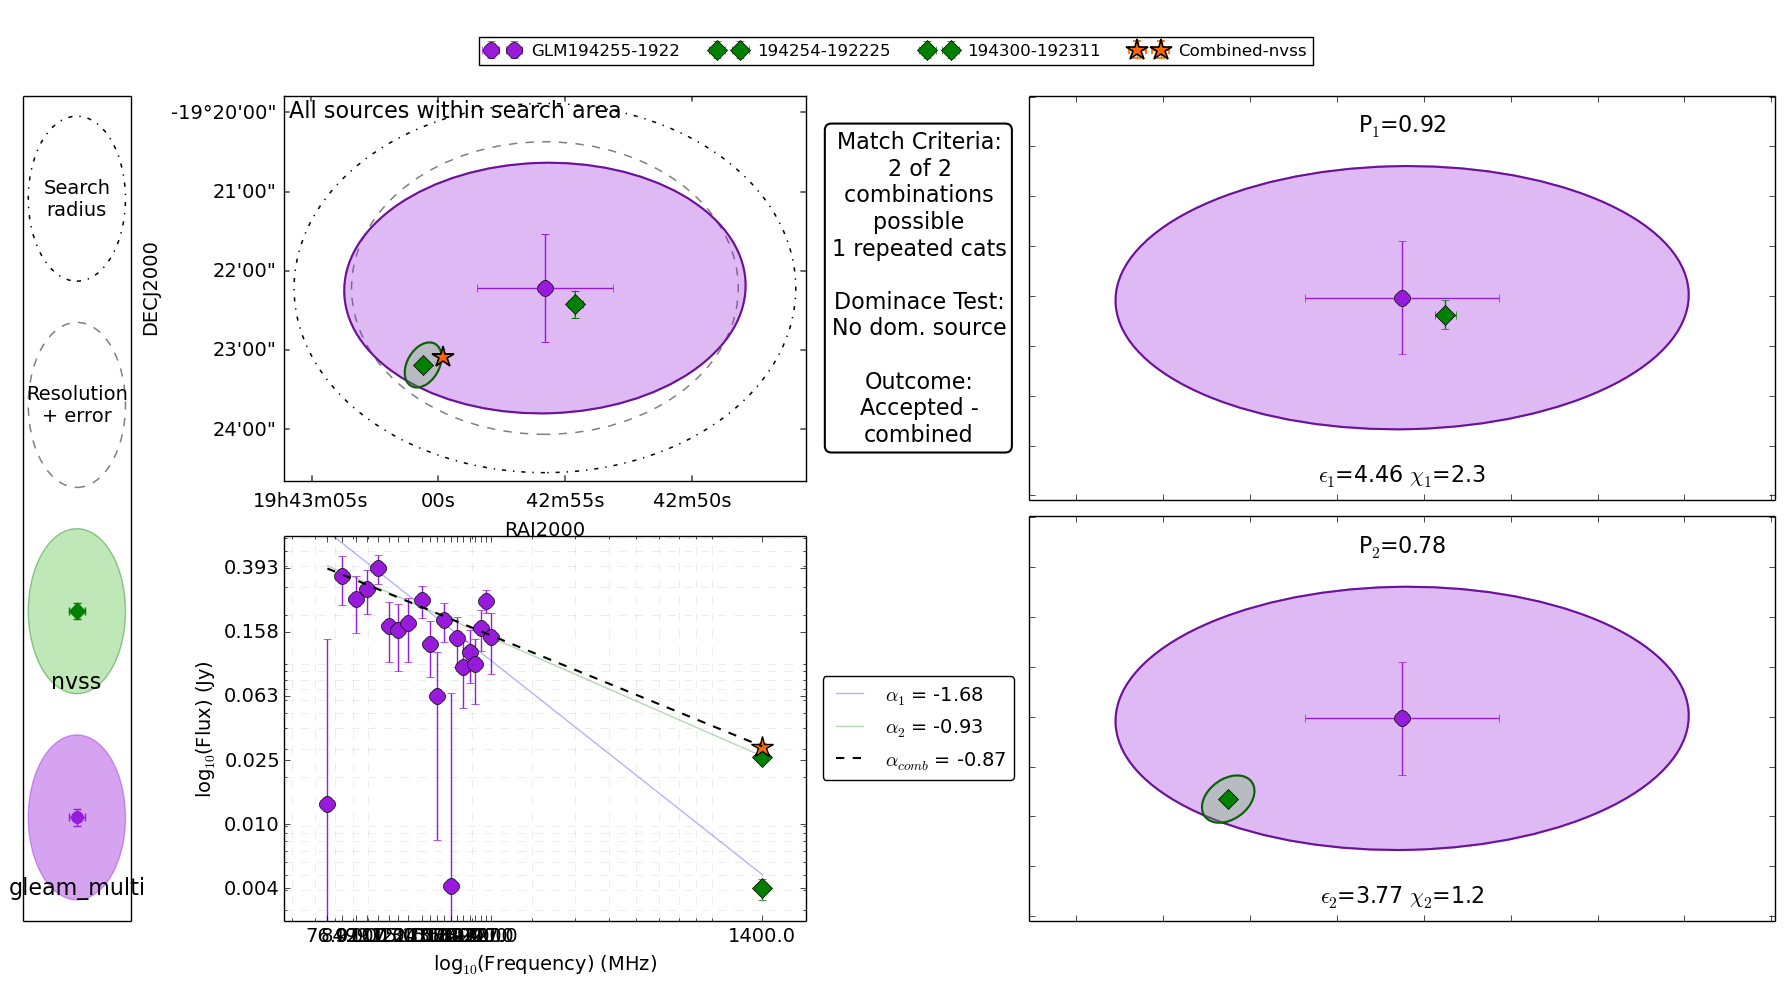 GLM194255-1922 194254-192225 194300-192311 Combined-nvss
Search
radius
Resolution
+ error
nvss
gleam_multi
All sources within search area
DECJ2000
-19°20'00"
21'00"
22'00"
23'00"
24'00"
19h43m05s 00s 42m55s 42m50s
RAJ2000
Match Criteria:
2 of 2
combinations
possible
1 repeated cats
Dominace Test:
No dom. source
Outcome:
Accepted -
combined
P1=0.92
ϵ1=4.46 χ1=2.3
log10(Flux) (Jy)
0.393
0.158
0.063
0.025
0.010
0.004
1400.0
log10(Frequency) (MHz)
α1 = -1.68
α2 = -0.93
αcomb = -0.87
P2=0.78
ϵ2=3.77 χ2=1.2